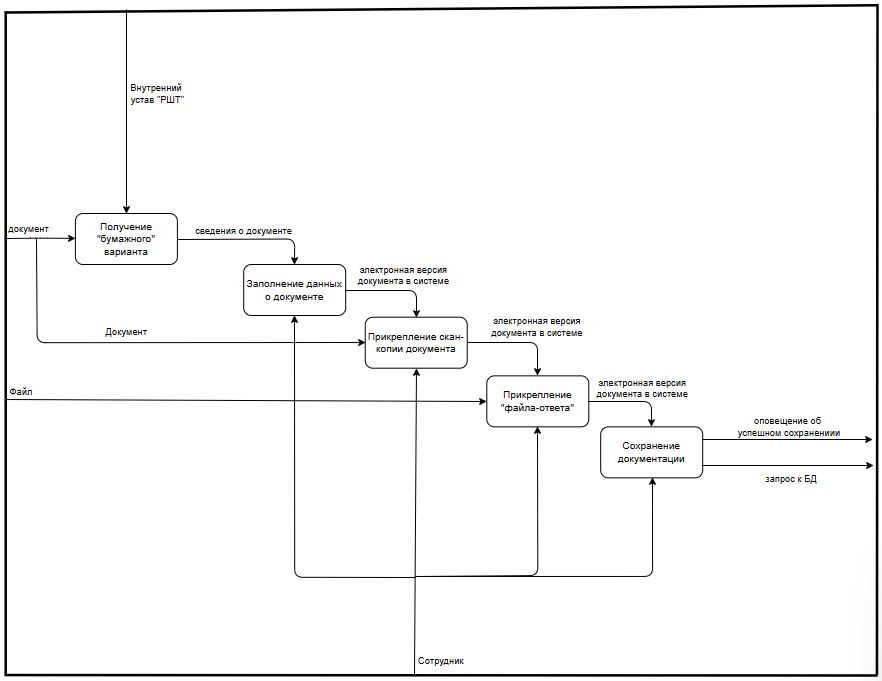 Внутренний
устав "РШТ"
документ
Получение
"бумажного"
варианта
сведения о документе
Заполнение данных
о документе
электронная версия
документа в системе
Документ
Прикрепление скан-
копии документа
электронная версия
документа в системе
Файл
Прикрепление
"файла-ответа"
электронная версия
документа в системе
Сохранение
документации
оповещение об
успешном сохранениии
запрос к БД
Сотрудник